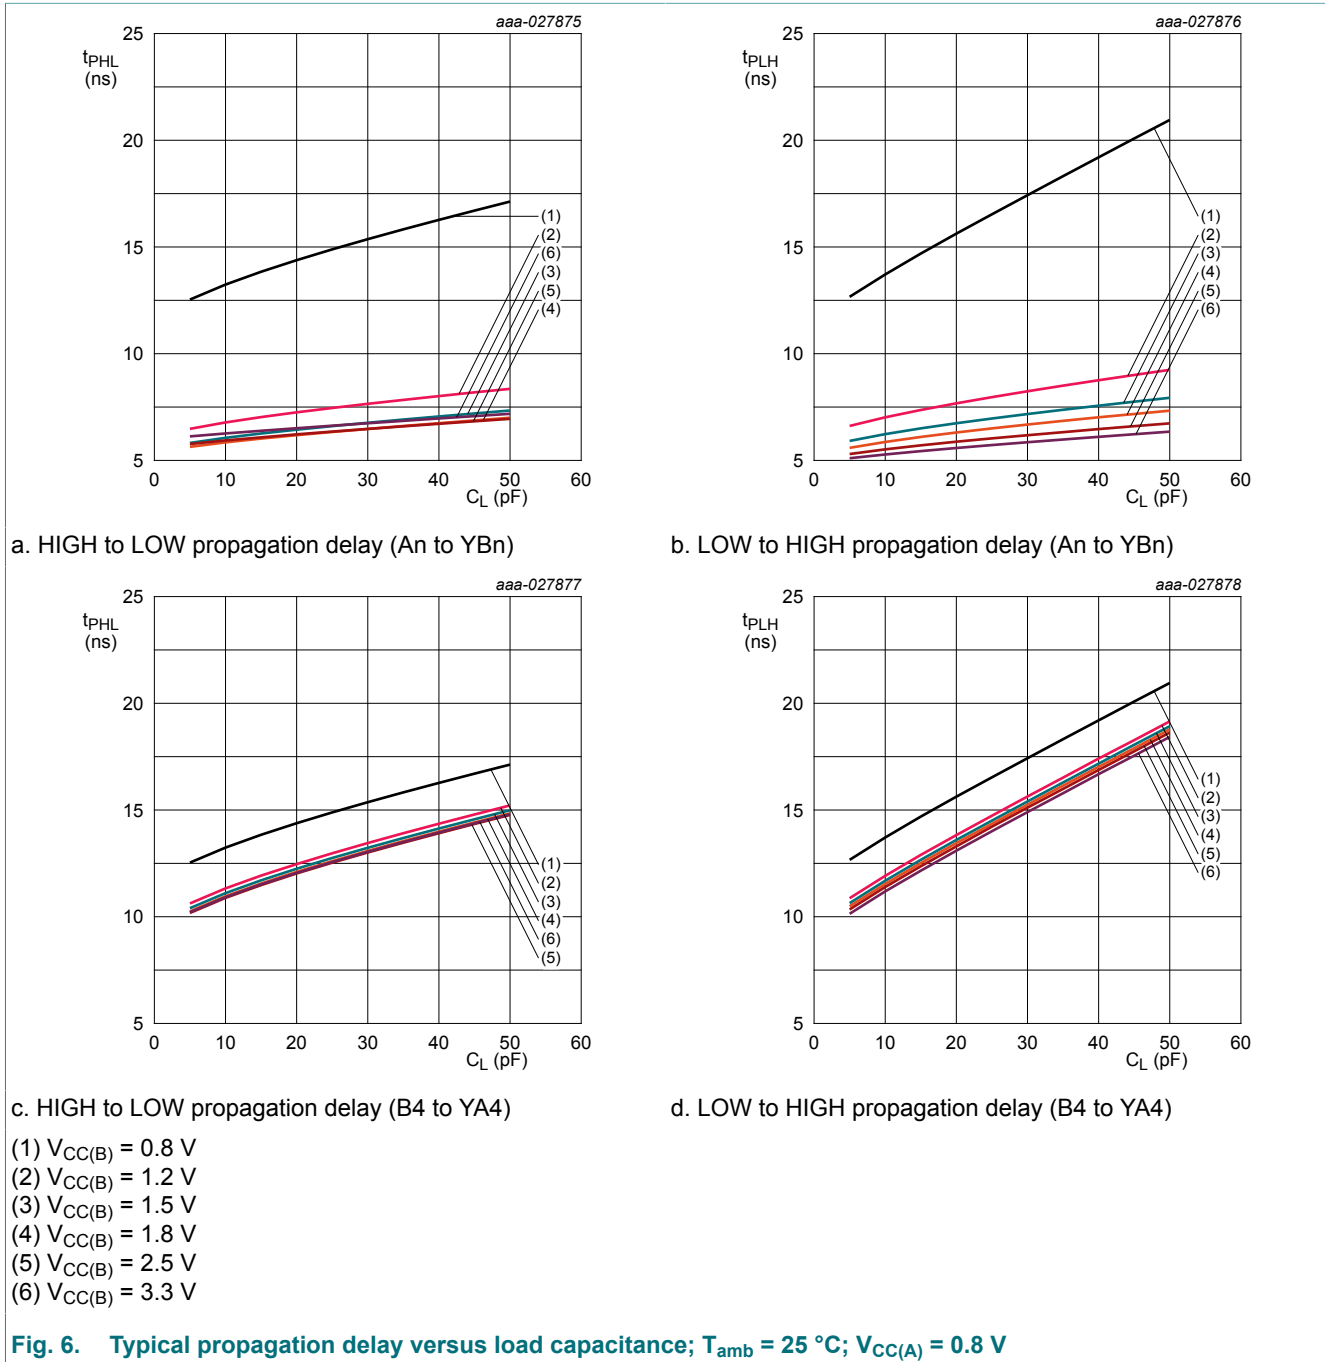 aaa-027875
25
tPHL
(ns)
20
15
10
5
0 10 20 30 40 50 60
CL (pF)
(1)
(2)
(6)
(3)
(5)
(4)
a. HIGH to LOW propagation delay (An to YBn)
aaa-027876
25
tPLH
(ns)
20
15
10
5
0 10 20 30 40 50 60
CL (pF)
(1)
(2)
(3)
(4)
(5)
(6)
b. LOW to HIGH propagation delay (An to YBn)
aaa-027877
25
tPHL
(ns)
20
15
10
5
0 10 20 30 40 50 60
CL (pF)
(1)
(2)
(3)
(4)
(6)
(5)
c. HIGH to LOW propagation delay (B4 to YA4)
aaa-027878
25
tPLH
(ns)
20
15
10
5
0 10 20 30 40 50 60
CL (pF)
(1)
(2)
(3)
(4)
(5)
(6)
d. LOW to HIGH propagation delay (B4 to YA4)
(1) VCC(B) = 0.8 V
(2) VCC(B) = 1.2 V
(3) VCC(B) = 1.5 V
(4) VCC(B) = 1.8 V
(5) VCC(B) = 2.5 V
(6) VCC(B) = 3.3 V
Fig. 6. Typical propagation delay versus load capacitance; Tamb = 25 °C; VCC(A) = 0.8 V